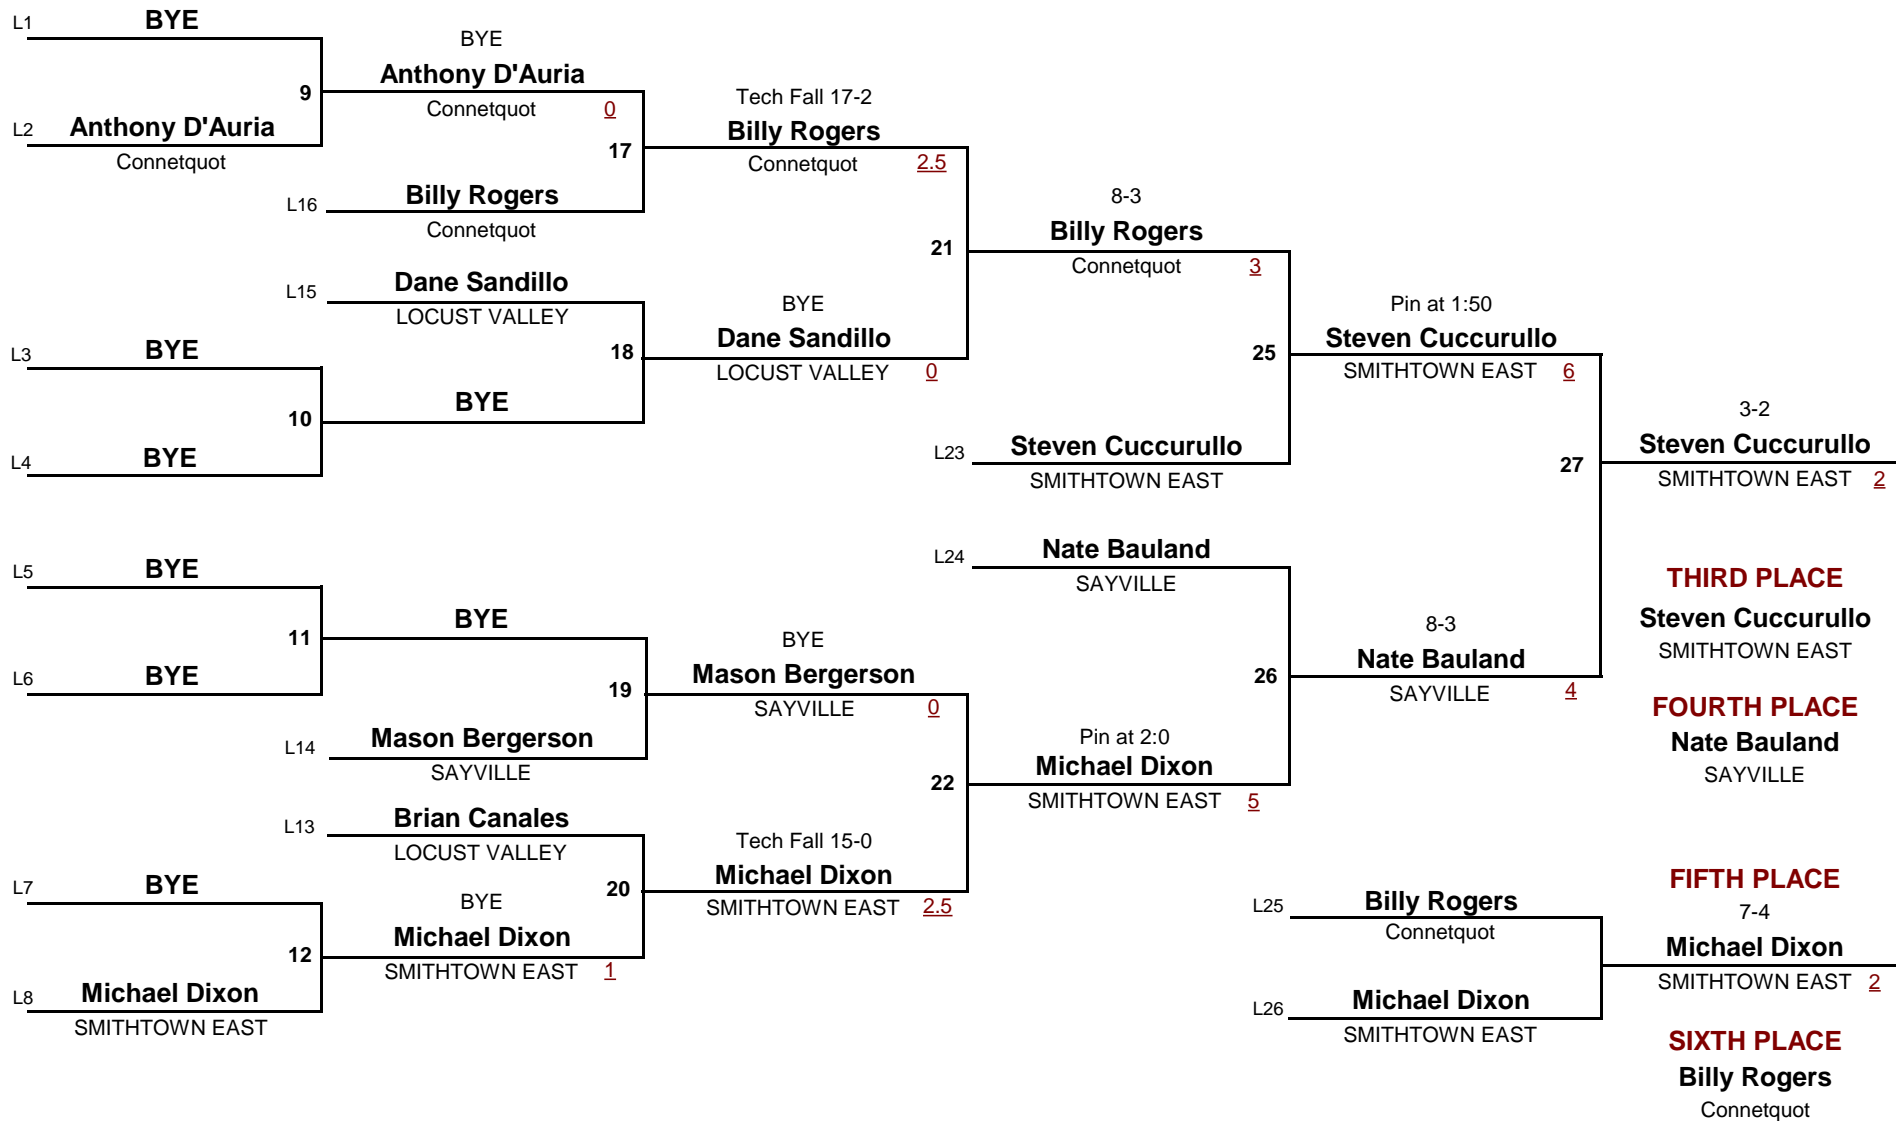 L1 BYE
9
L2 Anthony D'Auria
Connetquot
BYE
Anthony D'Auria
Connetquot 0
17
L16 Billy Rogers
Connetquot
Tech Fall 17-2
Billy Rogers
Connetquot 2.5
21
L15 Dane Sandillo
LOCUST VALLEY
18
L3 BYE
10
L4 BYE
BYE
BYE
Dane Sandillo
LOCUST VALLEY 0
8-3
Billy Rogers
Connetquot 3
25
L23 Steven Cuccurullo
SMITHTOWN EAST
Pin at 1:50
Steven Cuccurullo
SMITHTOWN EAST 6
27
3-2
Steven Cuccurullo
SMITHTOWN EAST 2
L5 BYE
11
L6 BYE
BYE
19
L14 Mason Bergerson
SAYVILLE
BYE
Mason Bergerson
SAYVILLE 0
22
L13 Brian Canales
LOCUST VALLEY
20
L7 BYE
12
L8 Michael Dixon
SMITHTOWN EAST
BYE
Michael Dixon
SMITHTOWN EAST 1
Tech Fall 15-0
Michael Dixon
SMITHTOWN EAST 2.5
L24 Nate Bauland
SAYVILLE
26
Pin at 2:0
Michael Dixon
SMITHTOWN EAST 5
8-3
Nate Bauland
SAYVILLE 4
THIRD PLACE
Steven Cuccurullo
SMITHTOWN EAST
FOURTH PLACE
Nate Bauland
SAYVILLE
L25 Billy Rogers
Connetquot
L26 Michael Dixon
SMITHTOWN EAST
FIFTH PLACE
7-4
Michael Dixon
SMITHTOWN EAST 2
SIXTH PLACE
Billy Rogers
Connetquot